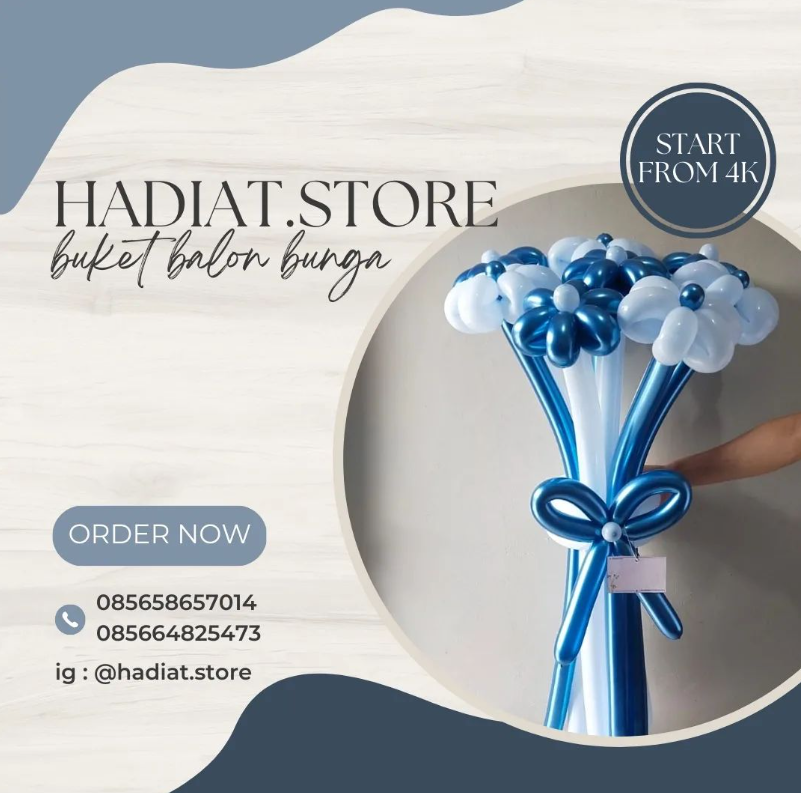 START
FROM 4K
HADIAT.STORE
buket balon bunga
ORDER NOW
085658657014
085664825473
ig : @hadiat.store